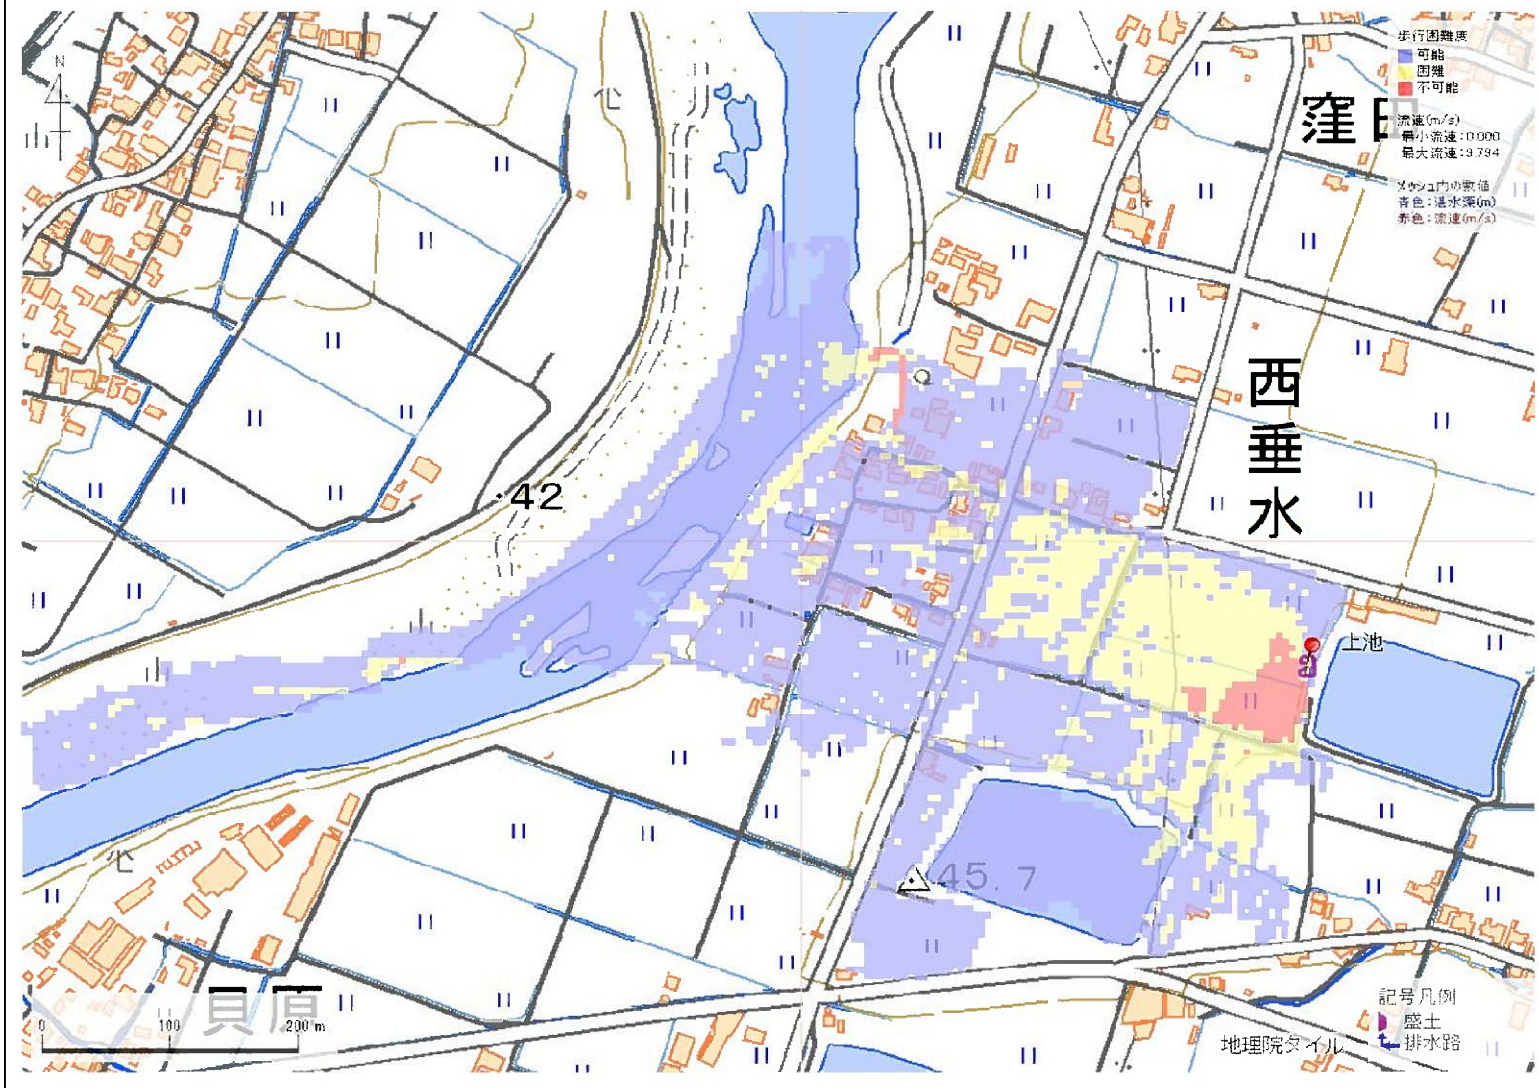 N
歩行困難度
可能
困難
不可能
窪田
流速(m/s)
最小流速:0.000
最大流速:9.794
メッシュ内の数値
青色:湛水深(m)
赤色:流速(m/s)
西垂水
42
上池
45.7
貝原
0 100 200 m
記号凡例
盛土
排水路
地理院タイル